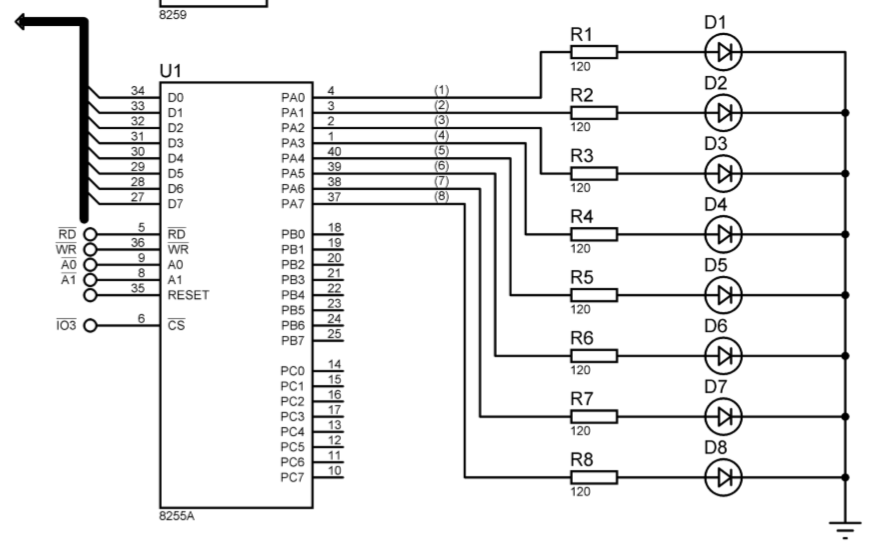 8259
U1
34 D0 PA0 4 (1)
33 D1 PA1 3 (2)
32 D2 PA2 2 (3)
31 D3 PA3 1 (4)
30 D4 PA4 40 (5)
29 D5 PA5 39 (6)
28 D6 PA6 38 (7)
27 D7 PA7 37 (8)
RD 5 RD PB0 18
WR 36 WR PB1 19
A0 9 A0 PB2 20
A1 8 A1 PB3 21
35 RESET PB4 22
PB5 23
IO3 6 CS PB6 24
PB7 25
PC0 14
PC1 15
PC2 16
PC3 17
PC4 13
PC5 12
PC6 11
PC7 10
8255A
R1 D1
120
R2 D2
120
R3 D3
120
R4 D4
120
R5 D5
120
R6 D6
120
R7 D7
120
R8 D8
120